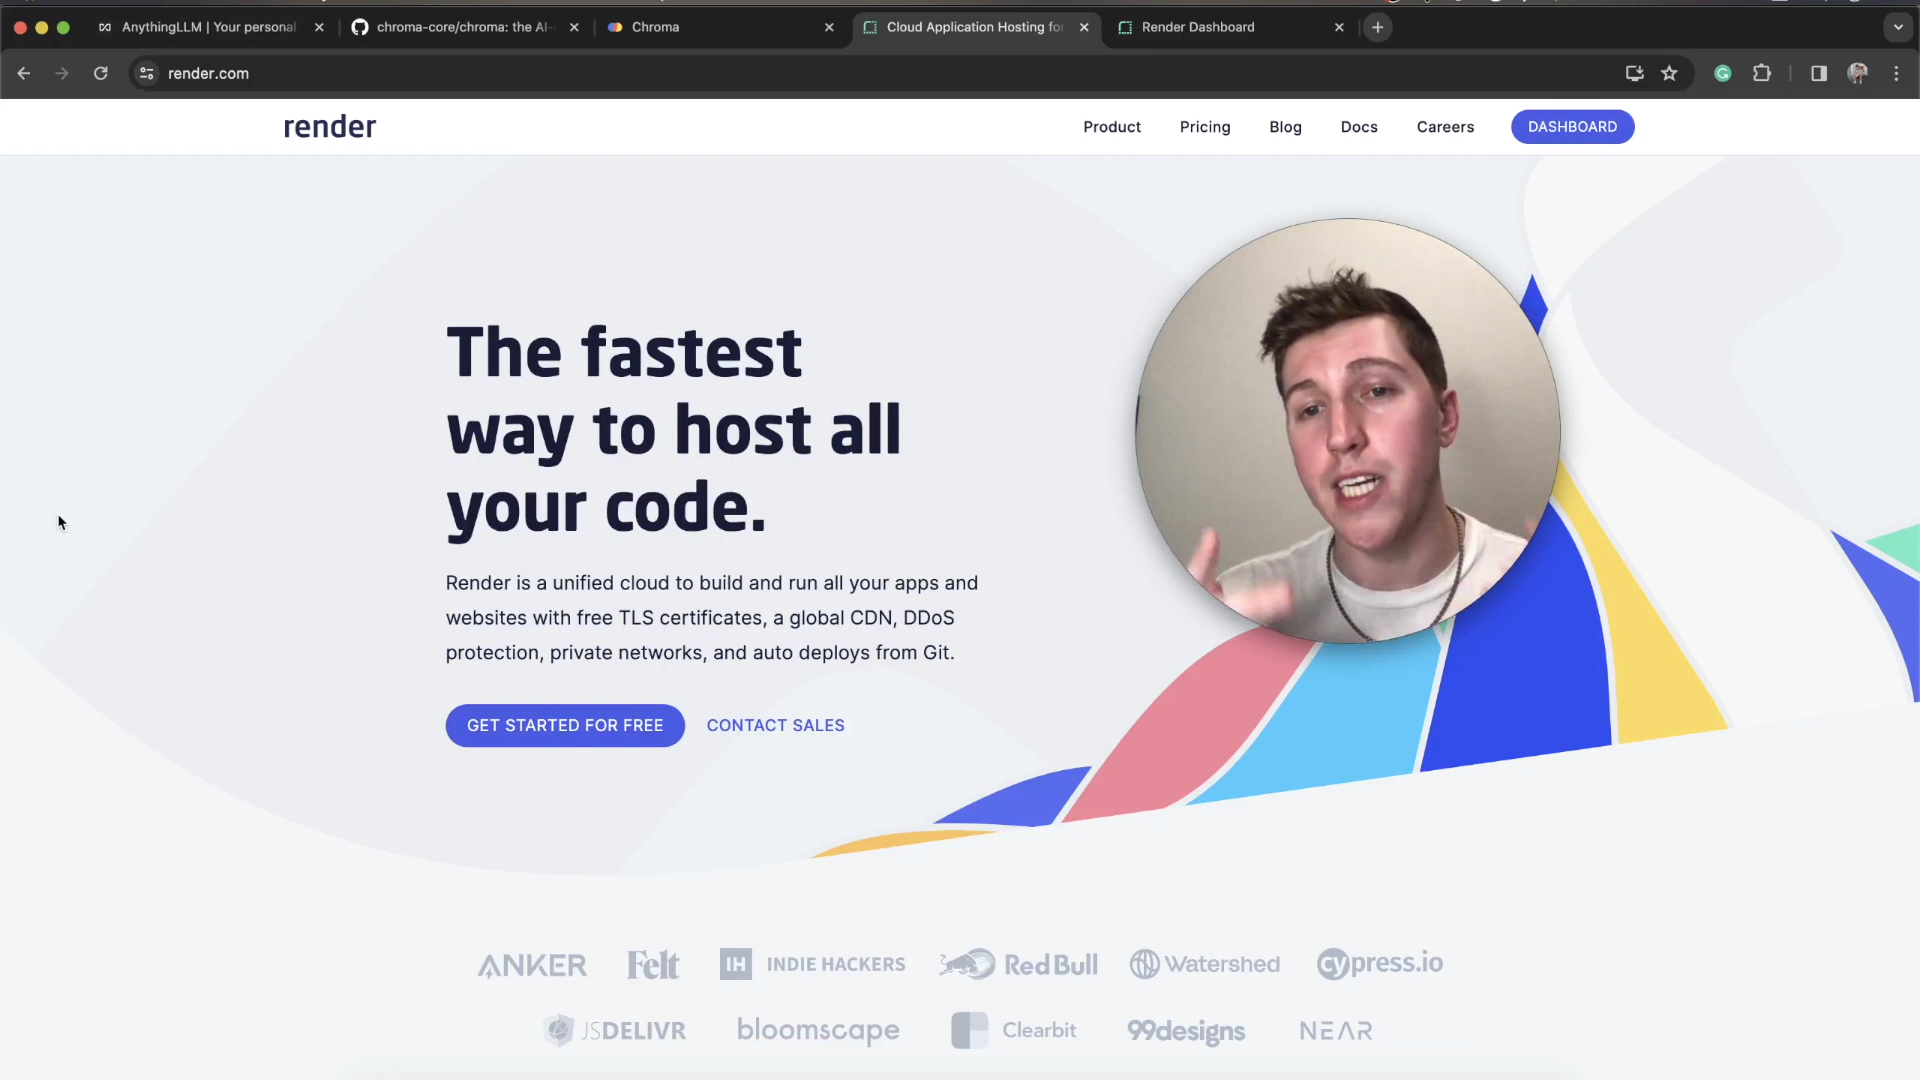 AnythingLLM | Your personal
chroma-core/chroma: the AI-
Chroma
Cloud Application Hosting for
Render Dashboard
render.com
render
Product
Pricing
Blog
Docs
Careers
DASHBOARD
The fastest
way to host all
your code.
Render is a unified cloud to build and run all your apps and
websites with free TLS certificates, a global CDN, DDoS
protection, private networks, and auto deploys from Git.
GET STARTED FOR FREE
CONTACT SALES
ANKER
Felt
IH INDIE HACKERS
Red Bull
Watershed
cypress.io
JSDELIVR
bloomscape
Clearbit
99designs
NEAR